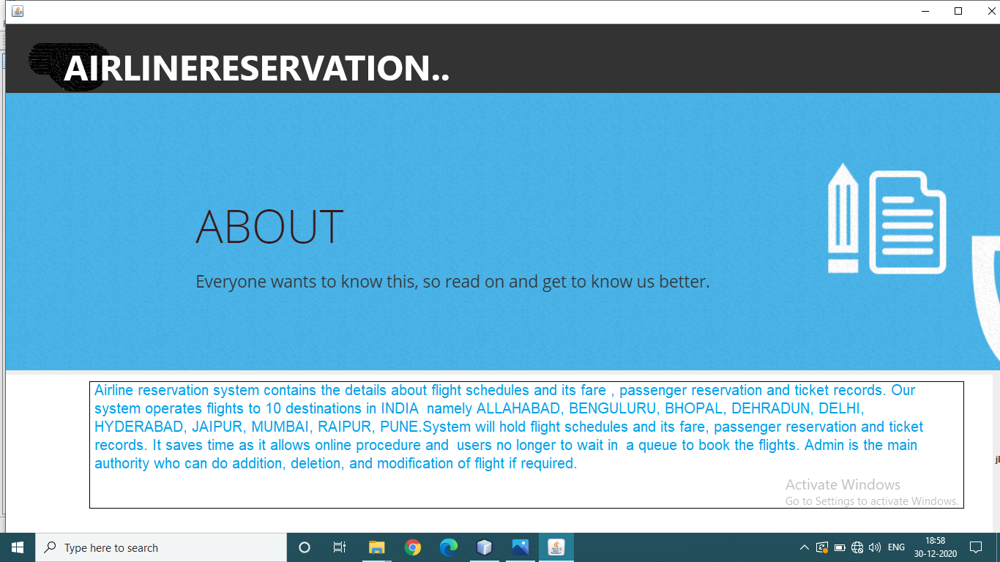 AIRLINERESERVATION..
ABOUT
Everyone wants to know this, so read on and get to know us better.
Airline reservation system contains the details about flight schedules and its fare , passenger reservation and ticket records. Our
system operates flights to 10 destinations in INDIA  namely ALLAHABAD, BENGULURU, BHOPAL, DEHRADUN, DELHI,
HYDERABAD, JAIPUR, MUMBAI, RAIPUR, PUNE.System will hold flight schedules and its fare, passenger reservation and ticket
records. It saves time as it allows online procedure and  users no longer to wait in  a queue to book the flights. Admin is the main
authority who can do addition, deletion, and modification of flight if required.
Activate Windows
Go to Settings to activate Windows.
Type here to search
ENG
18:58
30-12-2020